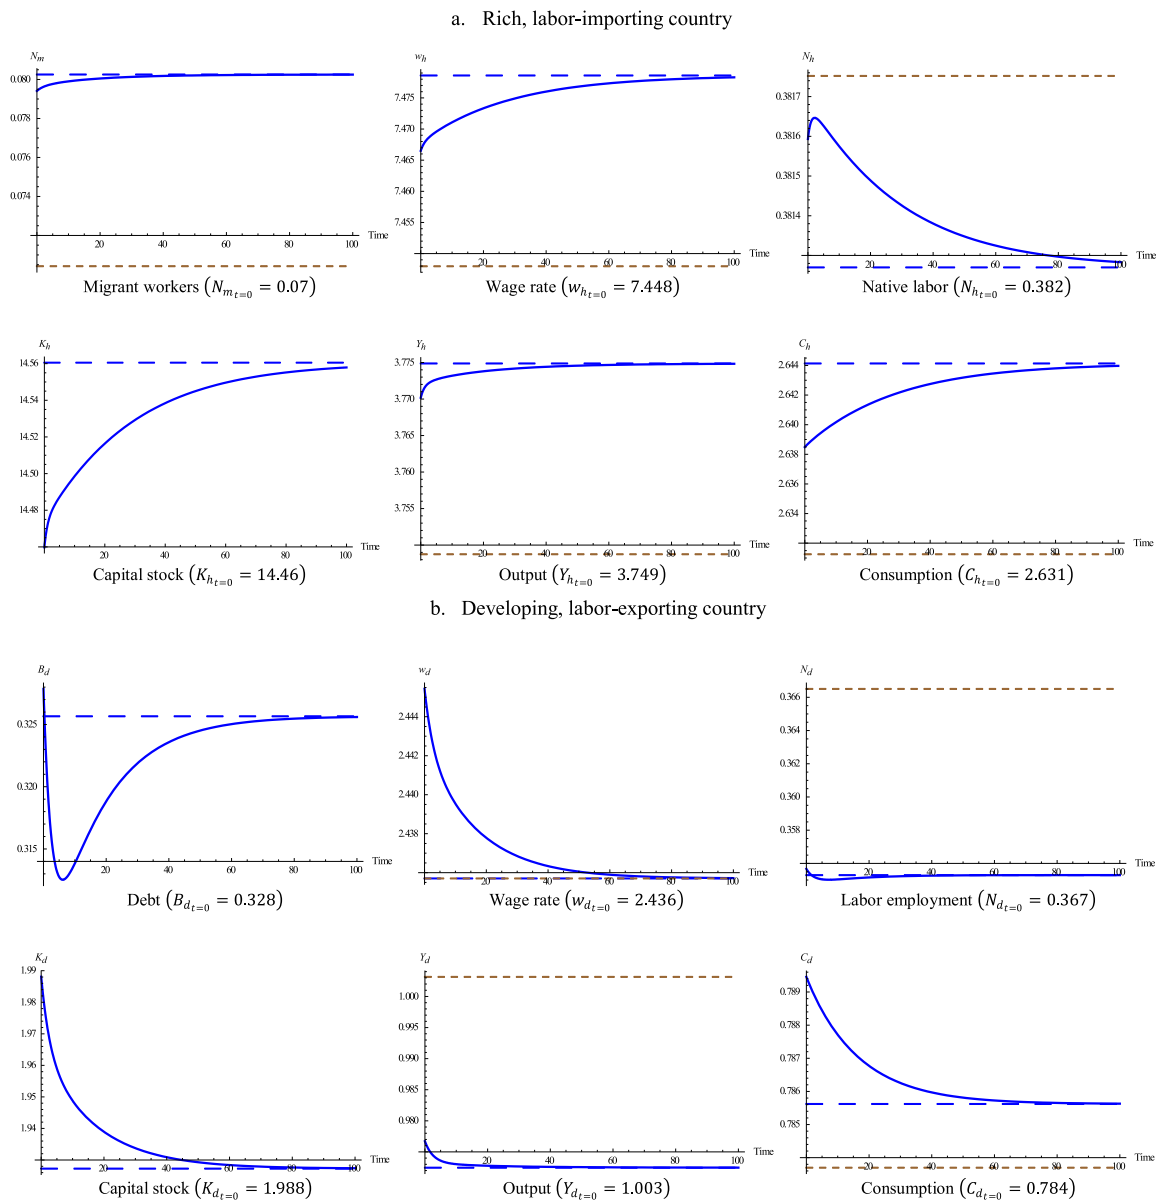 a. Rich, labor-importing country
N_m
0.080
0.078
0.076
0.074
20 40 60 80 100 Time
Migrant workers (N_{m_{t=0}} = 0.07)
w_h
7.475
7.470
7.465
7.460
7.455
20 40 60 80 100 Time
Wage rate (w_{h_{t=0}} = 7.448)
N_h
0.3817
0.3816
0.3815
0.3814
20 40 60 80 100 Time
Native labor (N_{h_{t=0}} = 0.382)
K_h
14.56
14.54
14.52
14.50
14.48
20 40 60 80 100 Time
Capital stock (K_{h_{t=0}} = 14.46)
Y_h
3.775
3.770
3.765
3.760
3.755
20 40 60 80 100 Time
Output (Y_{h_{t=0}} = 3.749)
C_h
2.644
2.642
2.640
2.638
2.636
2.634
20 40 60 80 100 Time
Consumption (C_{h_{t=0}} = 2.631)
b. Developing, labor-exporting country
B_d
0.325
0.320
0.315
20 40 60 80 100 Time
Debt (B_{d_{t=0}} = 0.328)
w_d
2.444
2.442
2.440
2.438
20 40 60 80 100 Time
Wage rate (w_{d_{t=0}} = 2.436)
N_d
0.366
0.364
0.362
0.360
0.358
20 40 60 80 100 Time
Labor employment (N_{d_{t=0}} = 0.367)
K_d
1.99
1.98
1.97
1.96
1.95
1.94
20 40 60 80 100 Time
Capital stock (K_{d_{t=0}} = 1.988)
Y_d
1.000
0.995
0.990
0.985
0.980
20 40 60 80 100 Time
Output (Y_{d_{t=0}} = 1.003)
C_d
0.789
0.788
0.787
0.786
0.785
20 40 60 80 100 Time
Consumption (C_{d_{t=0}} = 0.784)